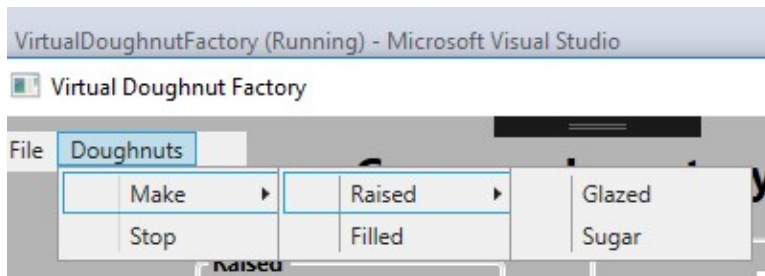 VirtualDoughnutFactory (Running) - Microsoft Visual Studio
Virtual Doughnut Factory
File Doughnuts
Make Raised Glazed
Stop Filled Sugar
Raised